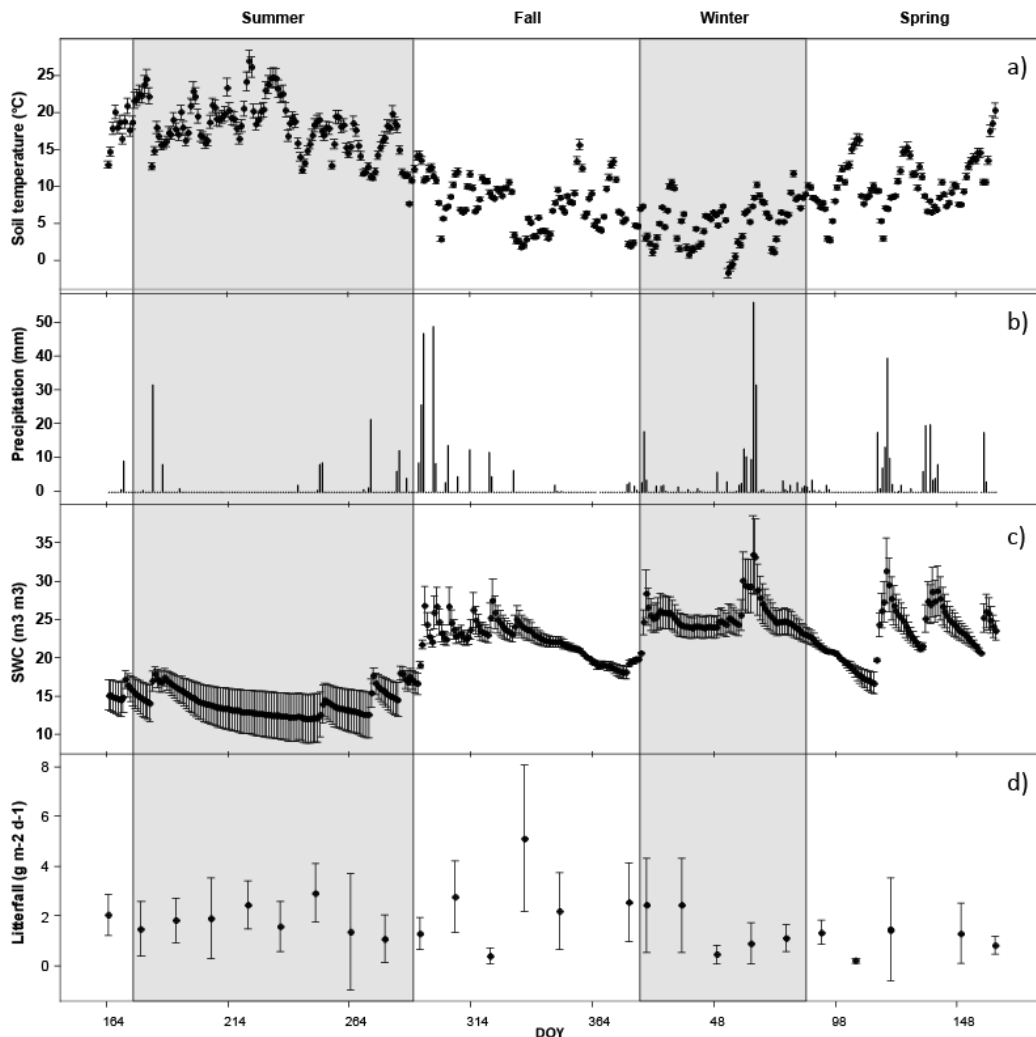 Summer Fall Winter Spring
a)
Soil temperature (ºC)
25
20
15
10
5
0
b)
Precipitation (mm)
50
40
30
20
10
0
c)
SWC (m3 m3)
35
30
25
20
15
10
d)
Litterfall (g m-2 d-1)
8
6
4
2
0
164 214 264 314 364 48 98 148
DOY